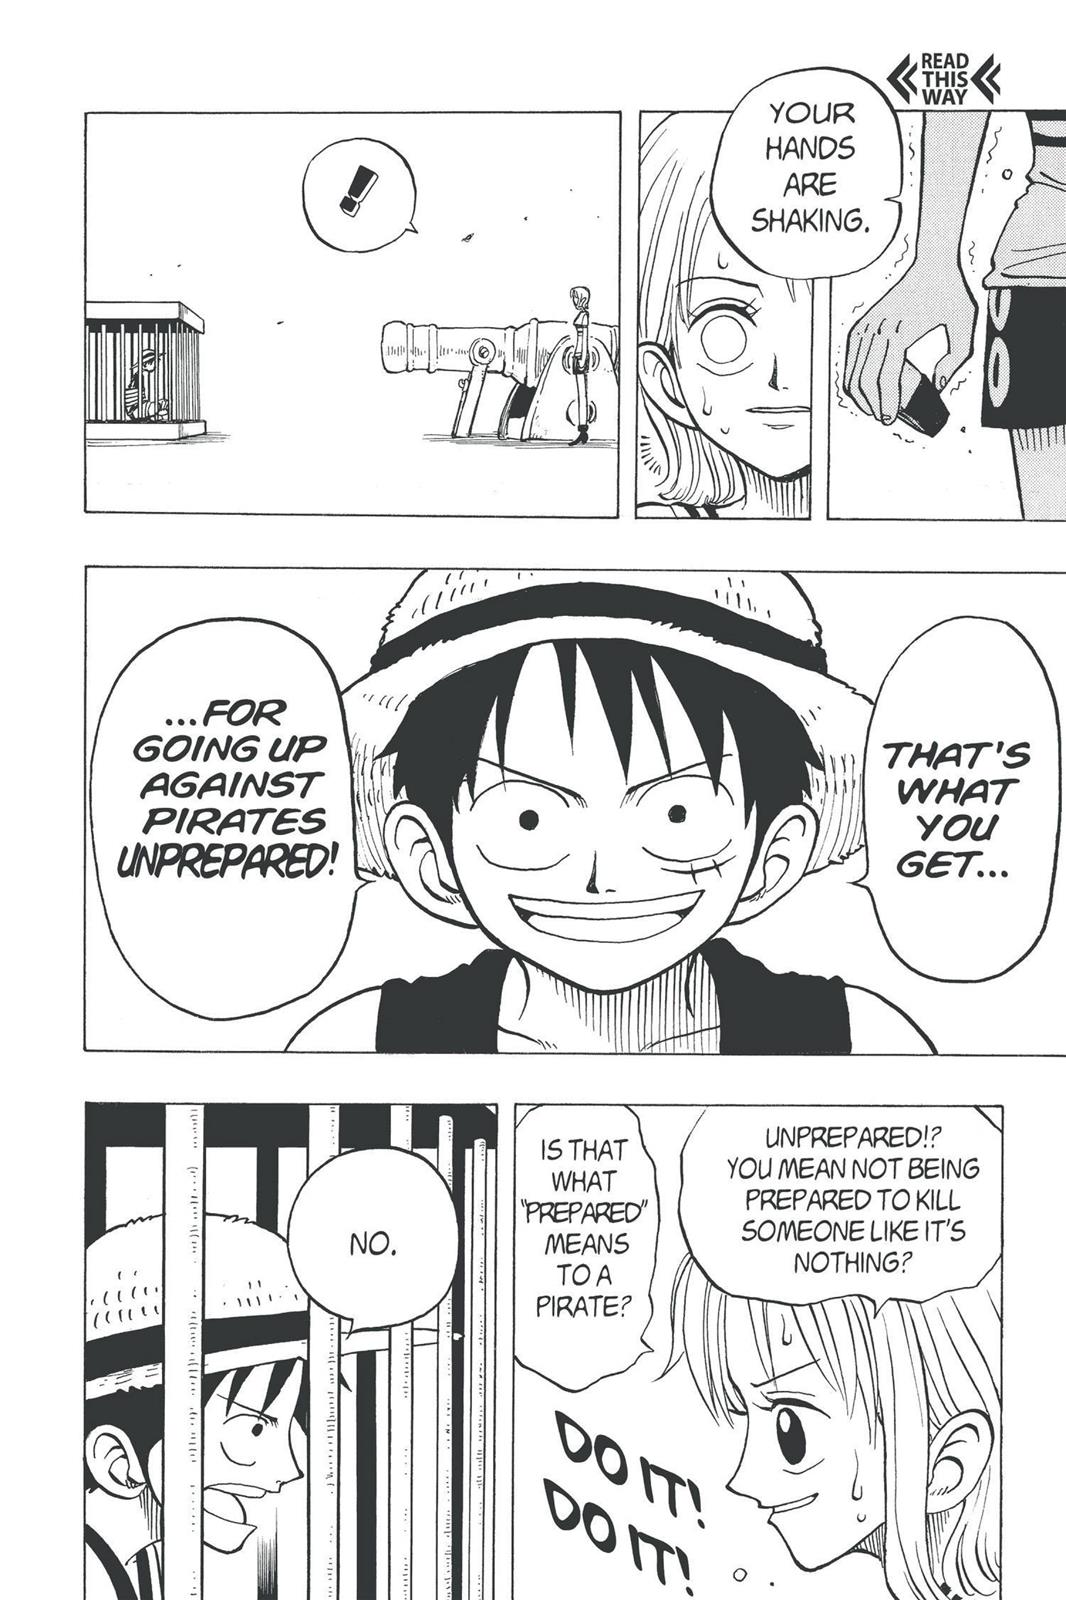 READ
THIS
WAY
YOUR
HANDS
ARE
SHAKING.
!
THAT'S
WHAT
YOU
GET...
...FOR
GOING UP
AGAINST
PIRATES
UNPREPARED!
UNPREPARED!?
YOU MEAN NOT BEING
PREPARED TO KILL
SOMEONE LIKE IT'S
NOTHING?
IS THAT
WHAT
"PREPARED"
MEANS
TO A
PIRATE?
DO IT!
DO IT!
NO.